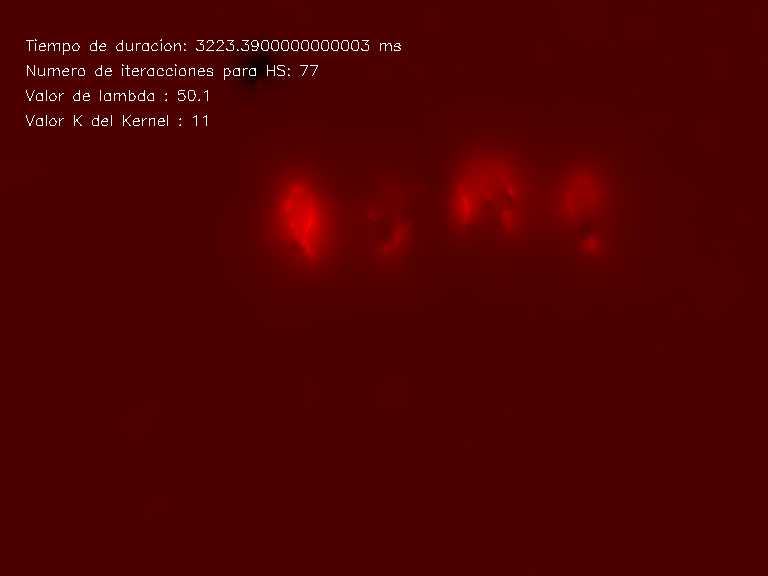 Tiempo de duracion: 3223.3900000000003 ms
Numero de iteracciones para HS: 77
Valor de lambda : 50.1
Valor K del Kernel : 11